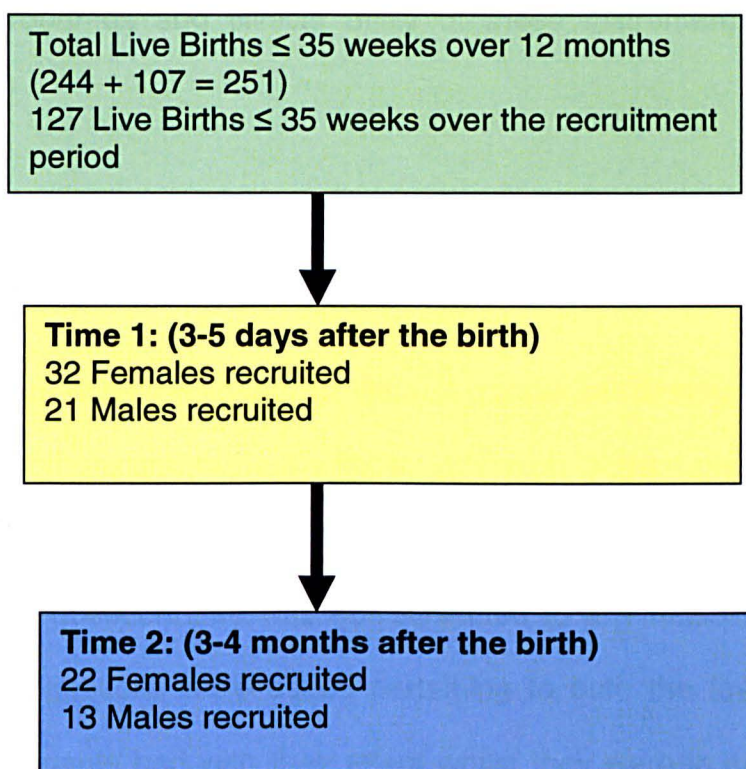 Total Live Births ≤ 35 weeks over 12 months
(244 + 107 = 251)
127 Live Births ≤ 35 weeks over the recruitment
period
Time 1: (3-5 days after the birth)
32 Females recruited
21 Males recruited
Time 2: (3-4 months after the birth)
22 Females recruited
13 Males recruited